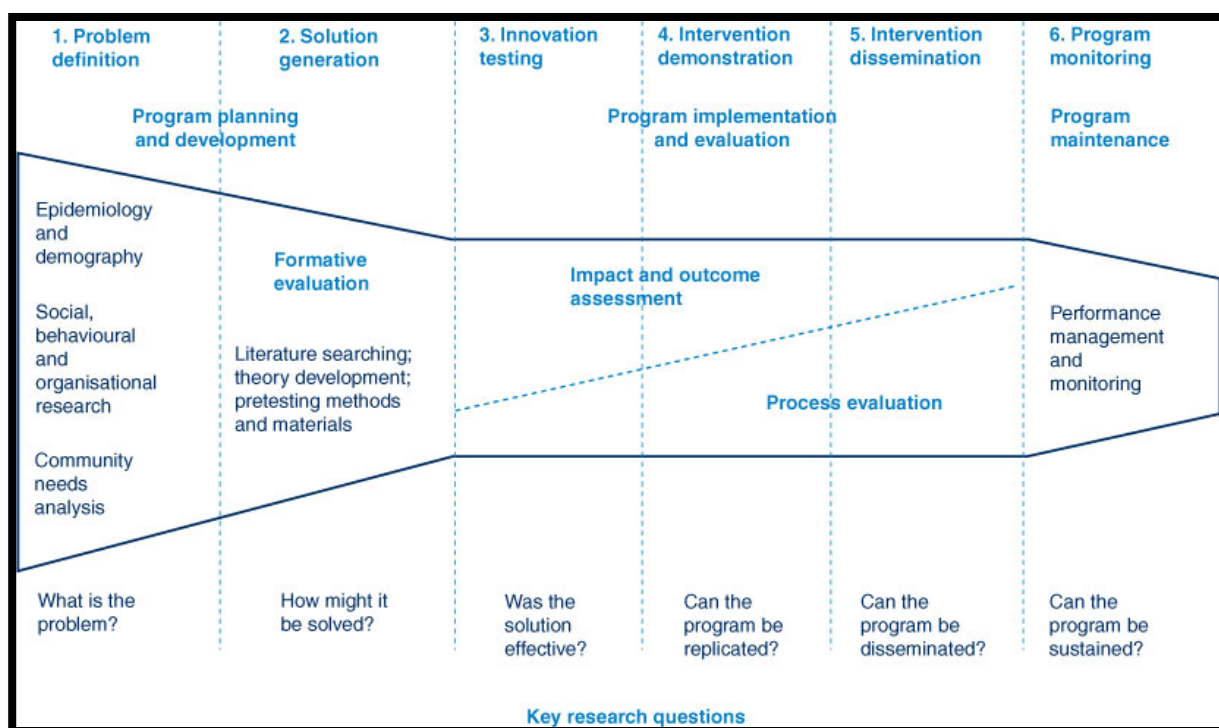 1. Problem
definition
2. Solution
generation
3. Innovation
testing
4. Intervention
demonstration
5. Intervention
dissemination
6. Program
monitoring
Program planning
and development
Program implementation
and evaluation
Program
maintenance
Epidemiology
and
demography
Social,
behavioural
and
organisational
research
Community
needs
analysis
Formative
evaluation
Literature searching;
theory development;
pretesting methods
and materials
Impact and outcome
assessment
Process evaluation
Performance
management
and
monitoring
What is the
problem?
How might it
be solved?
Was the
solution
effective?
Can the
program be
replicated?
Can the
program be
disseminated?
Can the
program be
sustained?
Key research questions